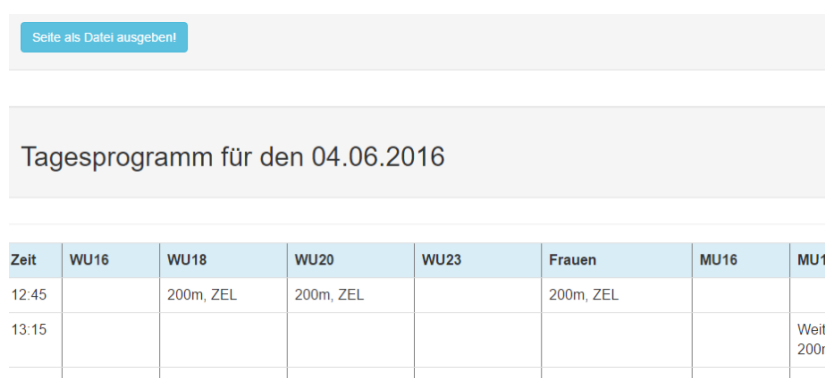 Seite als Datei ausgeben!
Tagesprogramm für den 04.06.2016
Zeit WU16 WU18 WU20 WU23 Frauen MU16
12:45 200m, ZEL 200m, ZEL 200m, ZEL
13:15